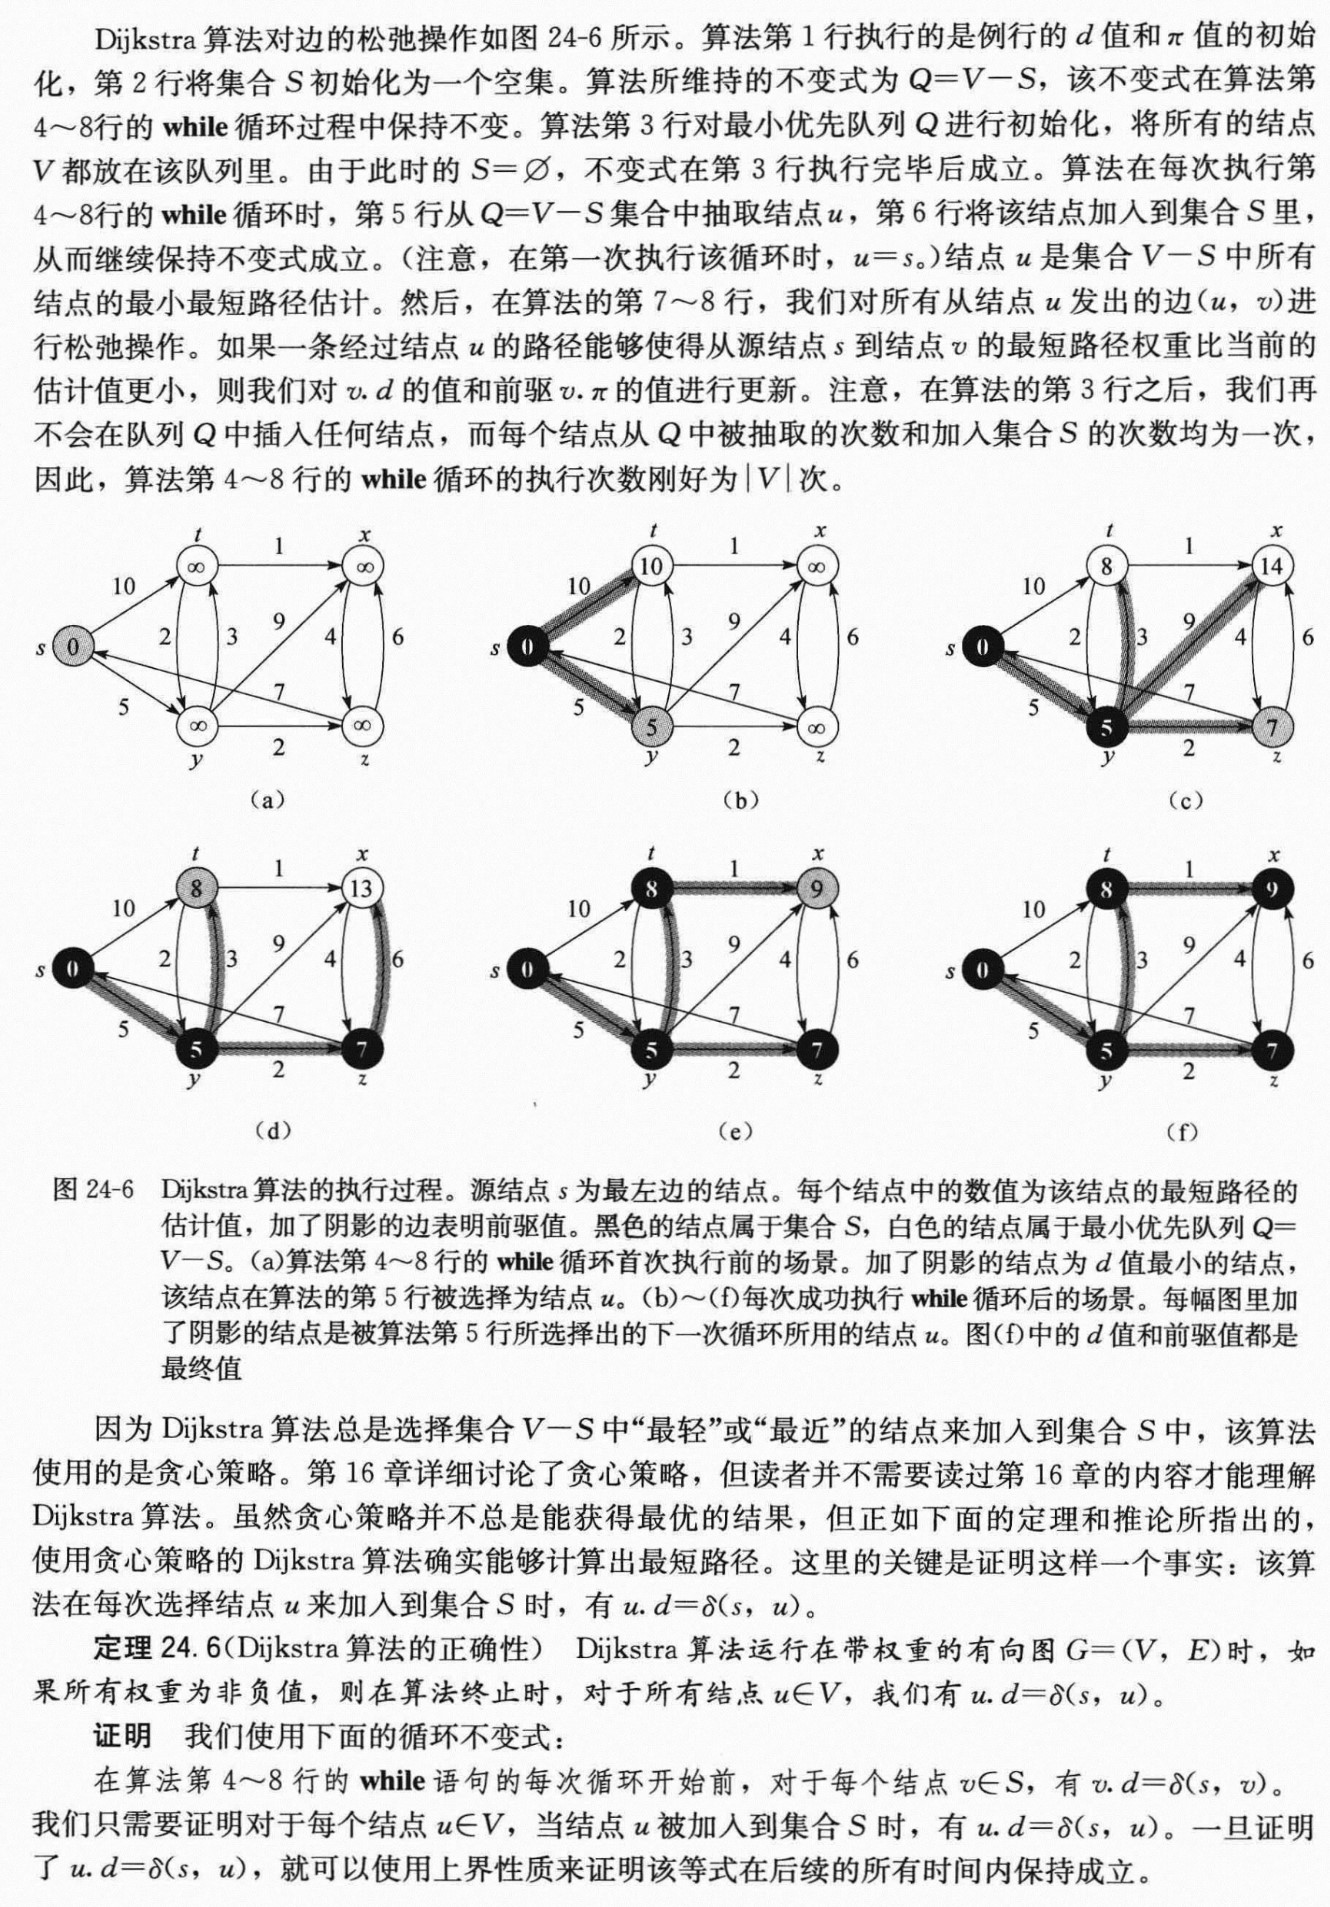 Dijkstra 算法对边的松弛操作如图 24-6 所示。算法第 1 行执行的是例行的 d 值和 π 值的初始
化，第 2 行将集合 S 初始化为一个空集。算法所维持的不变式为 Q=V-S，该不变式在算法第
4～8行的 while 循环过程中保持不变。算法第 3 行对最小优先队列 Q 进行初始化，将所有的结点
V 都放在该队列里。由于此时的 S=∅，不变式在第 3 行执行完毕后成立。算法在每次执行第
4～8行的 while 循环时，第 5 行从 Q=V-S 集合中抽取结点 u，第 6 行将该结点加入到集合 S 里，
从而继续保持不变式成立。(注意，在第一次执行该循环时，u=s。)结点 u 是集合 V-S 中所有
结点的最小最短路径估计。然后，在算法的第 7～8 行，我们对所有从结点 u 发出的边(u，v)进
行松弛操作。如果一条经过结点 u 的路径能够使得从源结点 s 到结点 v 的最短路径权重比当前的
估计值更小，则我们对 v. d 的值和前驱 v. π 的值进行更新。注意，在算法的第 3 行之后，我们再
不会在队列 Q 中插入任何结点，而每个结点从 Q 中被抽取的次数和加入集合 S 的次数均为一次，
因此，算法第 4～8 行的 while 循环的执行次数刚好为|V|次。
t x
∞ 1 ∞
10 2 3 9 4 6
s 0
5 7
∞ 2 ∞
y z
(a)
t x
10 1 ∞
10 2 3 9 4 6
s 0
5 7
5 2 ∞
y z
(b)
t x
8 1 14
10 2 3 9 4 6
s 0
5 7
5 2 7
y z
(c)
t x
8 1 13
10 2 3 9 4 6
s 0
5 7
5 2 7
y z
(d)
t x
8 1 9
10 2 3 9 4 6
s 0
5 7
5 2 7
y z
(e)
t x
8 1 9
10 2 3 9 4 6
s 0
5 7
5 2 7
y z
(f)
图 24-6 Dijkstra 算法的执行过程。源结点 s 为最左边的结点。每个结点中的数值为该结点的最短路径的
估计值，加了阴影的边表明前驱值。黑色的结点属于集合 S，白色的结点属于最小优先队列 Q=
V-S。(a)算法第 4～8 行的 while 循环首次执行前的场景。加了阴影的结点为 d 值最小的结点，
该结点在算法的第 5 行被选择为结点 u。(b)～(f)每次成功执行 while 循环后的场景。每幅图里加
了阴影的结点是被算法第 5 行所选择出的下一次循环所用的结点 u。图(f)中的 d 值和前驱值都是
最终值
因为 Dijkstra 算法总是选择集合 V-S 中“最轻”或“最近”的结点来加入到集合 S 中，该算法
使用的是贪心策略。第 16 章详细讨论了贪心策略，但读者并不需要读过第 16 章的内容才能理解
Dijkstra 算法。虽然贪心策略并不总是能获得最优的结果，但正如下面的定理和推论所指出的，
使用贪心策略的 Dijkstra 算法确实能够计算出最短路径。这里的关键是证明这样一个事实：该算
法在每次选择结点 u 来加入到集合 S 时，有 u. d=δ(s，u)。
定理 24. 6(Dijkstra 算法的正确性) Dijkstra 算法运行在带权重的有向图 G=(V，E)时，如
果所有权重为非负值，则在算法终止时，对于所有结点 u∈V，我们有 u. d=δ(s，u)。
证明 我们使用下面的循环不变式：
在算法第 4～8 行的 while 语句的每次循环开始前，对于每个结点 v∈S，有 v. d=δ(s，v)。
我们只需要证明对于每个结点 u∈V，当结点 u 被加入到集合 S 时，有 u. d=δ(s，u)。一旦证明
了 u. d=δ(s，u)，就可以使用上界性质来证明该等式在后续的所有时间内保持成立。